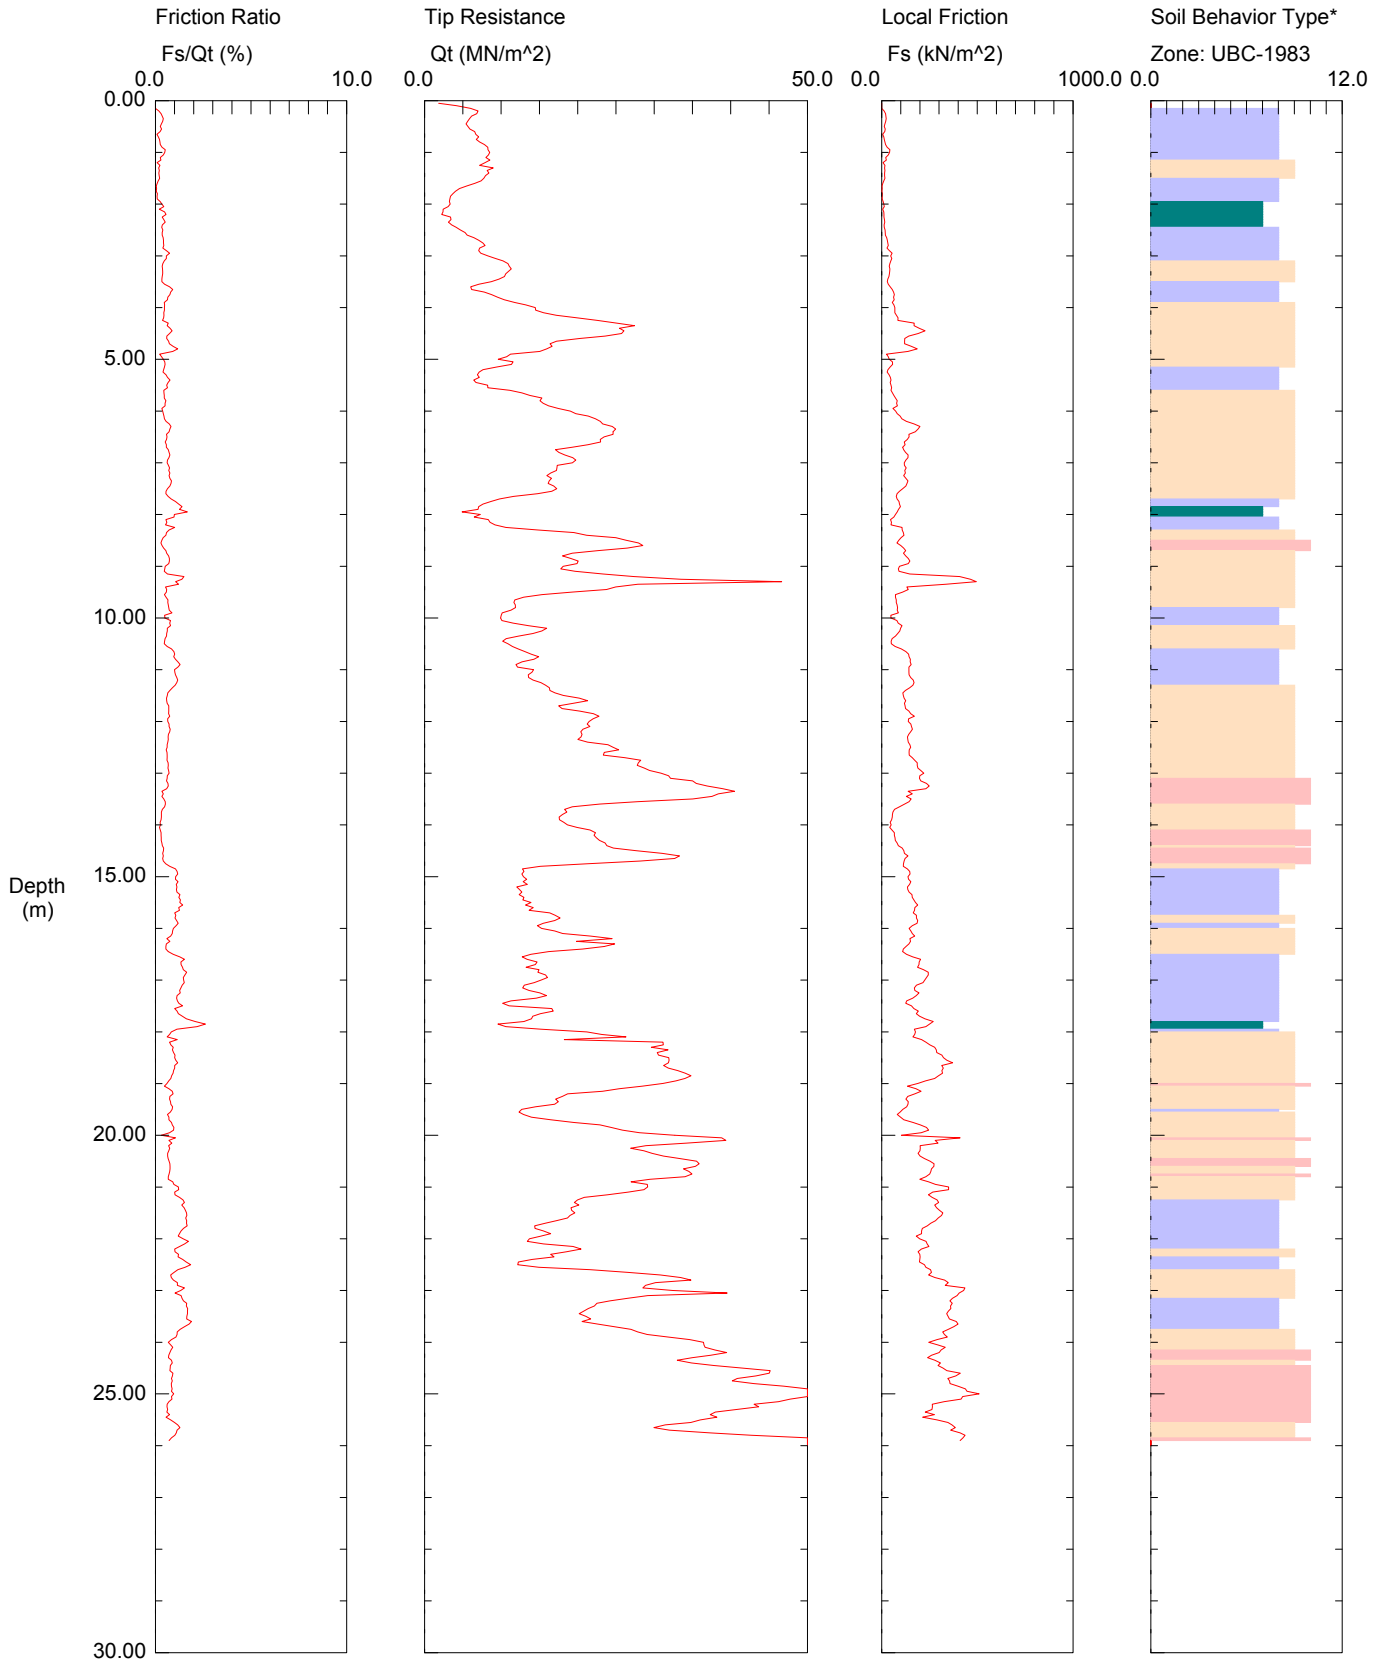 Friction Ratio Tip Resistance Local Friction Soil Behavior Type*
Fs/Qt (%) Qt (MN/m^2) Fs (kN/m^2) Zone: UBC-1983
0.0 10.0 0.0 50.0 0.0 1000.0 0.0 12.0
0.00
5.00
10.00
15.00
Depth
(m)
20.00
25.00
30.00